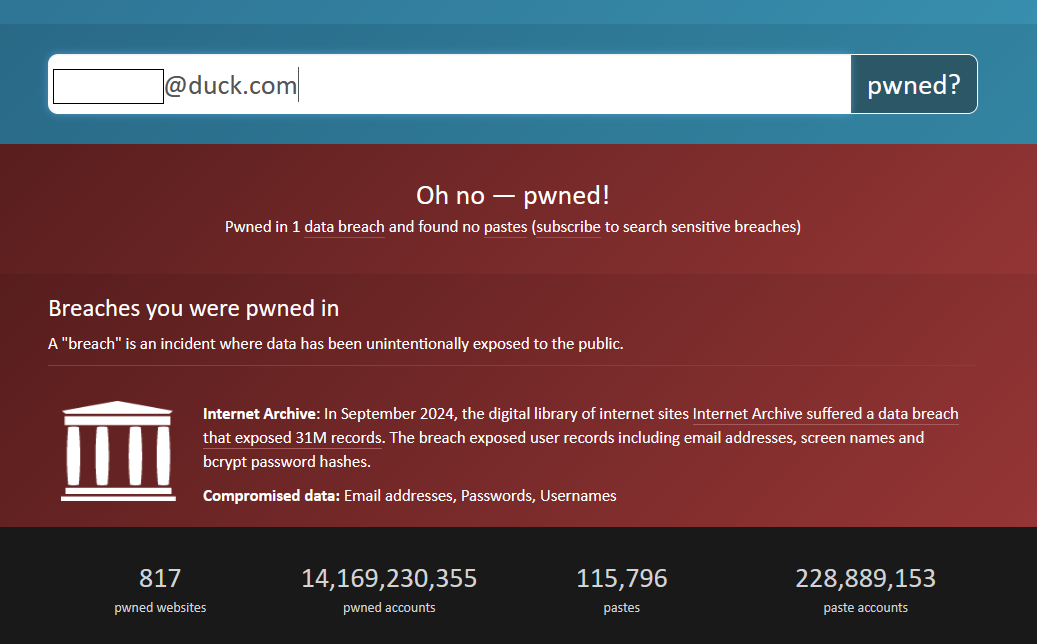 @duck.com
pwned?
Oh no — pwned!
Pwned in 1 data breach and found no pastes (subscribe to search sensitive breaches)
Breaches you were pwned in
A "breach" is an incident where data has been unintentionally exposed to the public.
Internet Archive: In September 2024, the digital library of internet sites Internet Archive suffered a data breach
that exposed 31M records. The breach exposed user records including email addresses, screen names and
bcrypt password hashes.
Compromised data: Email addresses, Passwords, Usernames
817
pwned websites
14,169,230,355
pwned accounts
115,796
pastes
228,889,153
paste accounts